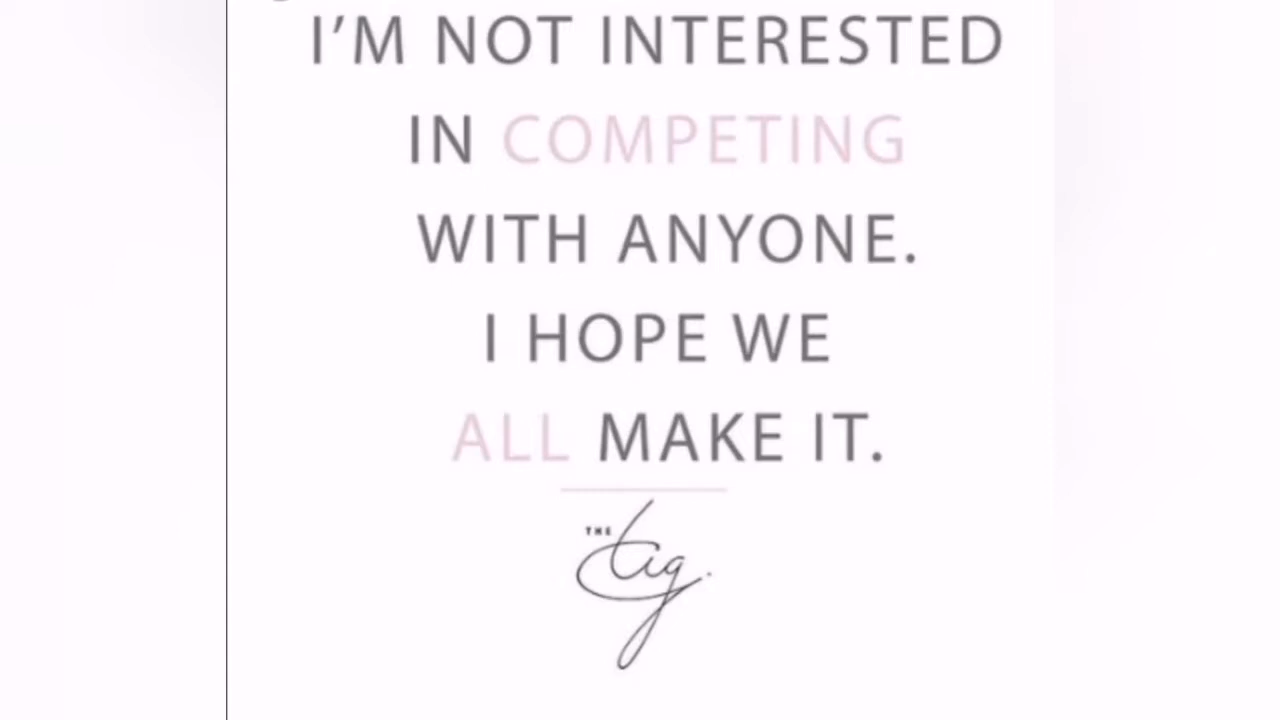 I'M NOT INTERESTED
IN COMPETING
WITH ANYONE.
I HOPE WE
ALL MAKE IT.
THE
tig.